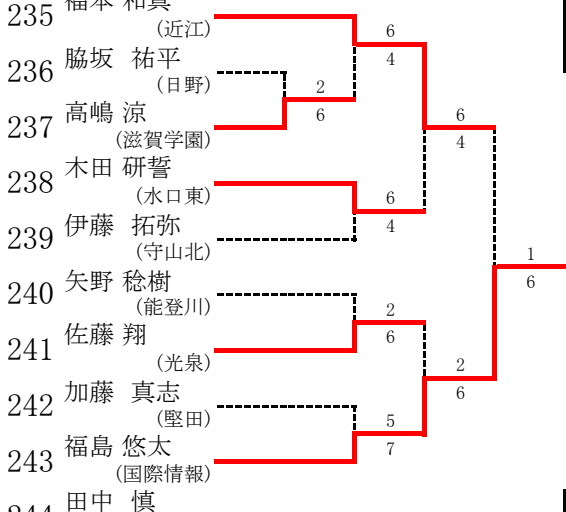 235 福本 和真
(近江)
236 脇坂 祐平
(日野)
237 高嶋 涼
(滋賀学園)
238 木田 研誓
(水口東)
239 伊藤 拓弥
(守山北)
240 矢野 稔樹
(能登川)
241 佐藤 翔
(光泉)
242 加藤 真志
(堅田)
243 福島 悠太
(国際情報)
244 田中 慎
2
6
6
4
6
4
2
6
5
7
6
4
2
6
1
6